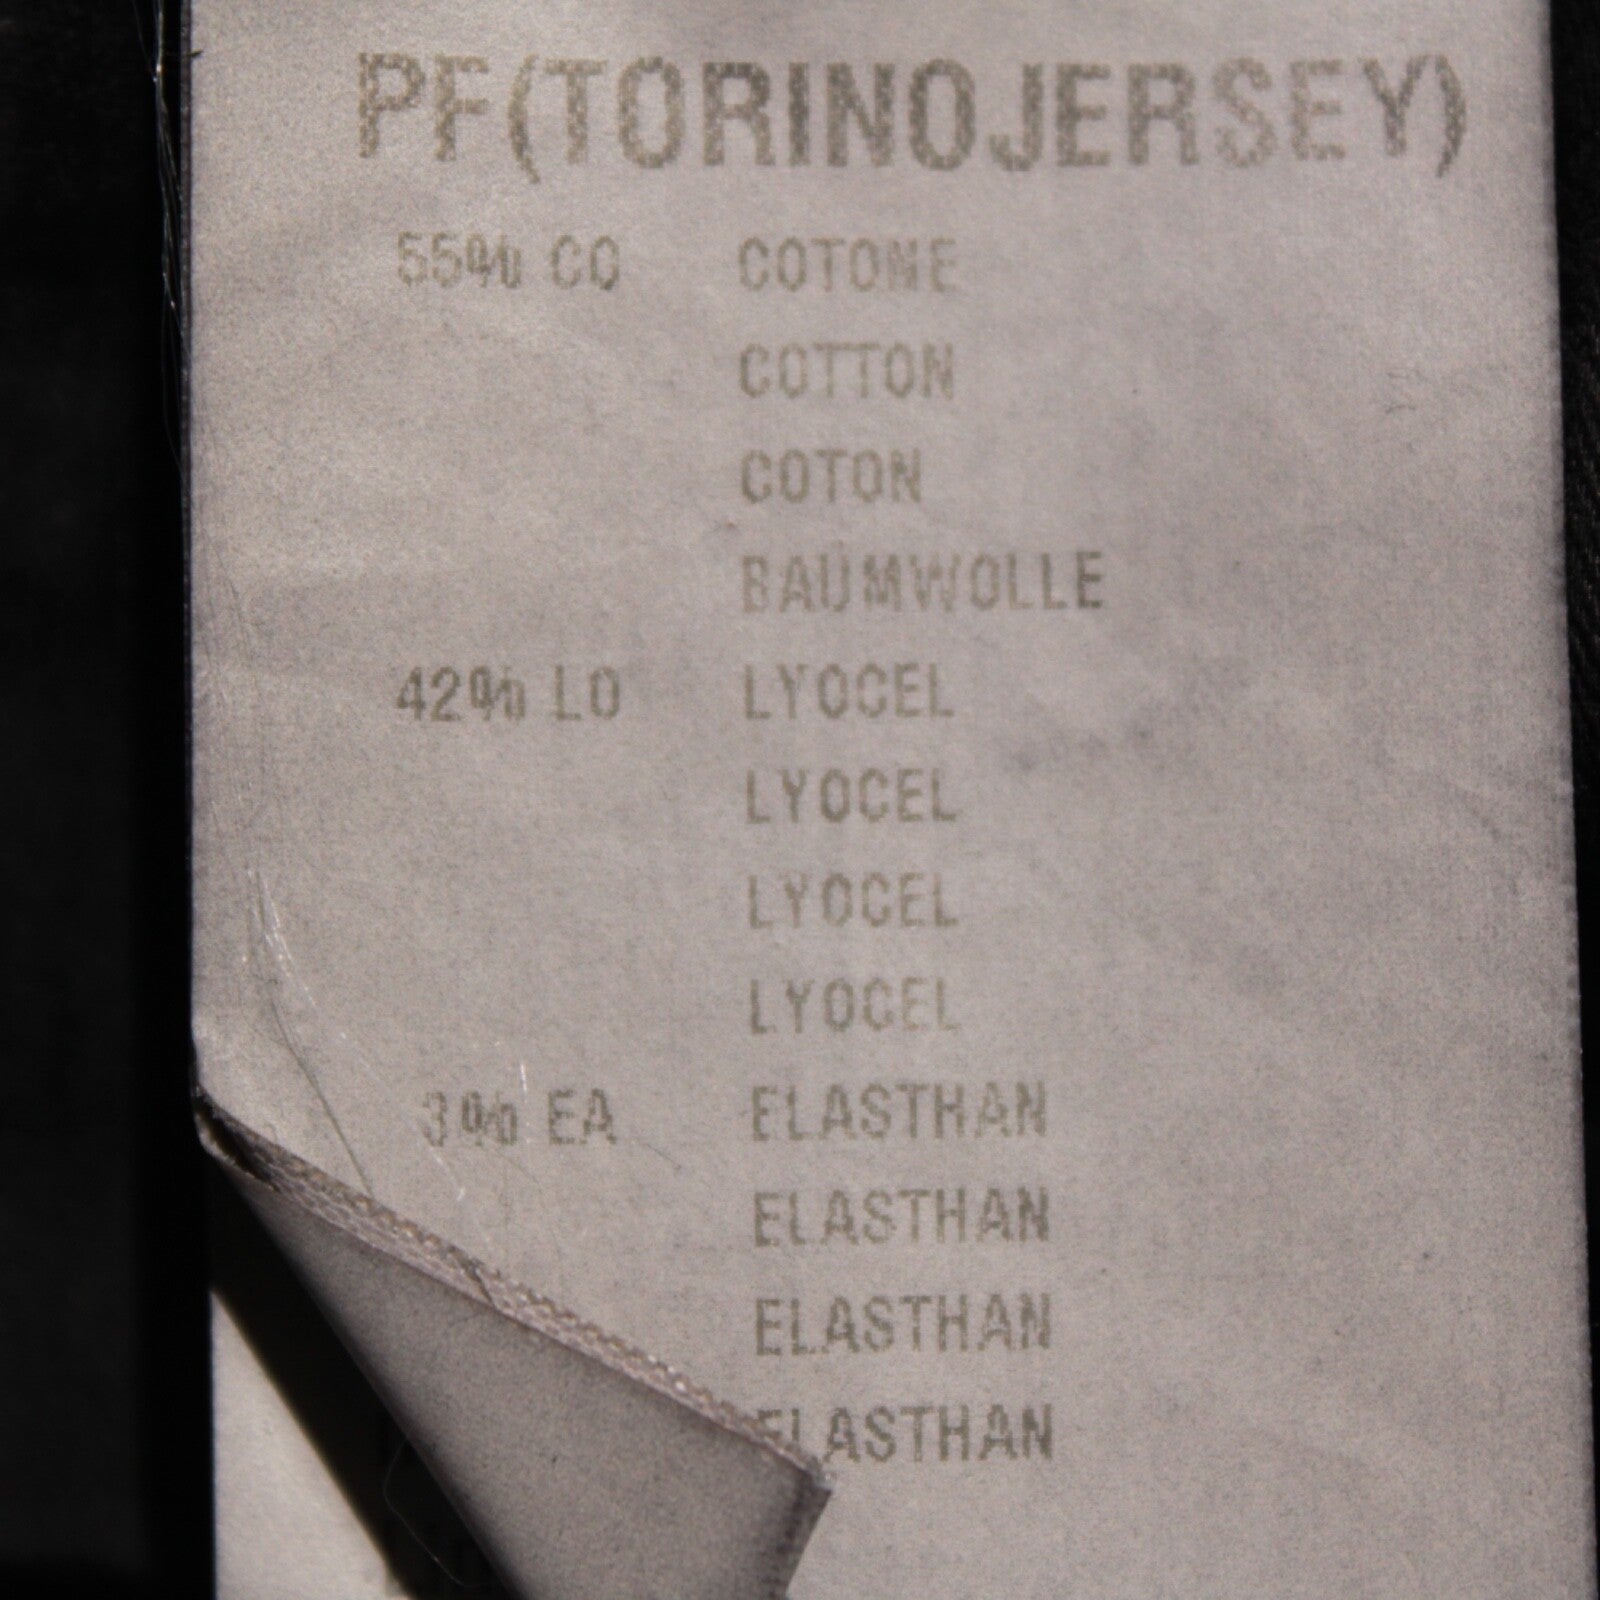 PF(TORINOJERSEY)
55% CO COTONE
COTTON
COTON
BAUMWOLLE
42% LO LYOCEL
LYOCEL
LYOCEL
LYOCEL
3% EA ELASTHAN
ELASTHAN
ELASTHAN
ELASTHAN